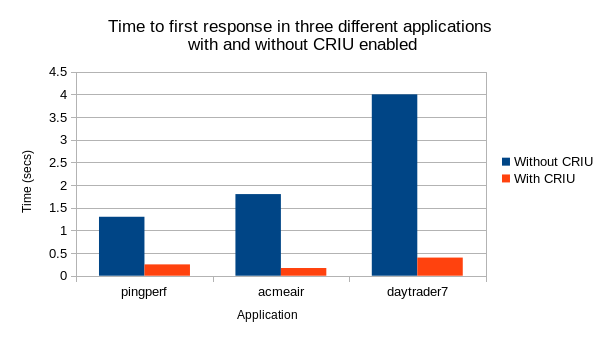 Time to first response in three different applications
with and without CRIU enabled
4.5
4
3.5
3
2.5
2
1.5
1
0.5
0
Time (secs)
pingperf
acmeair
daytrader7
Application
Without CRIU
With CRIU